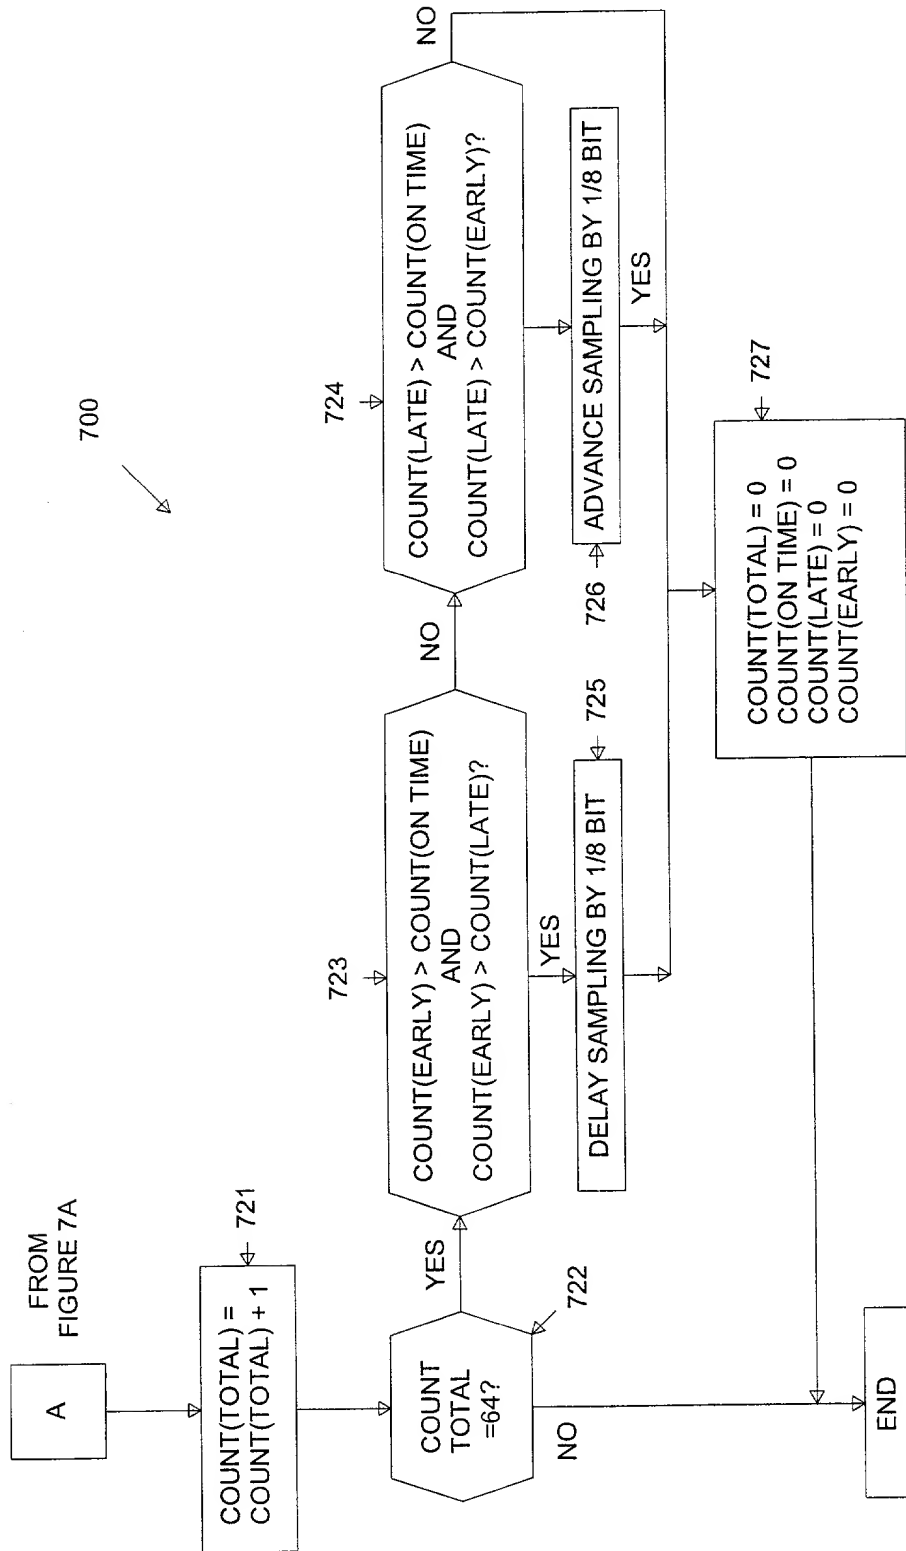 700
FROM
FIGURE 7A
A
721
COUNT(TOTAL) =
COUNT(TOTAL) + 1
COUNT
TOTAL
=64?
722
YES
NO
723
COUNT(EARLY) > COUNT(ON TIME)
AND
COUNT(EARLY) > COUNT(LATE)?
NO
YES
724
COUNT(LATE) > COUNT(ON TIME)
AND
COUNT(LATE) > COUNT(EARLY)?
NO
DELAY SAMPLING BY 1/8 BIT
725
726
ADVANCE SAMPLING BY 1/8 BIT
YES
727
COUNT(TOTAL) = 0
COUNT(ON TIME) = 0
COUNT(LATE) = 0
COUNT(EARLY) = 0
END